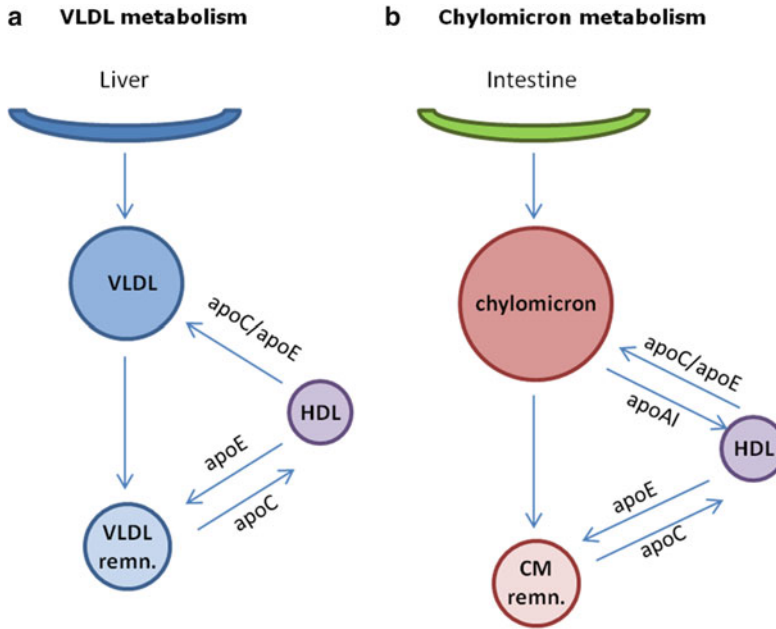 a VLDL metabolism
Liver
VLDL
apoC/apoE
HDL
apoE
apoC
VLDL
remn.
b Chylomicron metabolism
Intestine
chylomicron
apoC/apoE
apoAI
HDL
apoE
apoC
CM
remn.